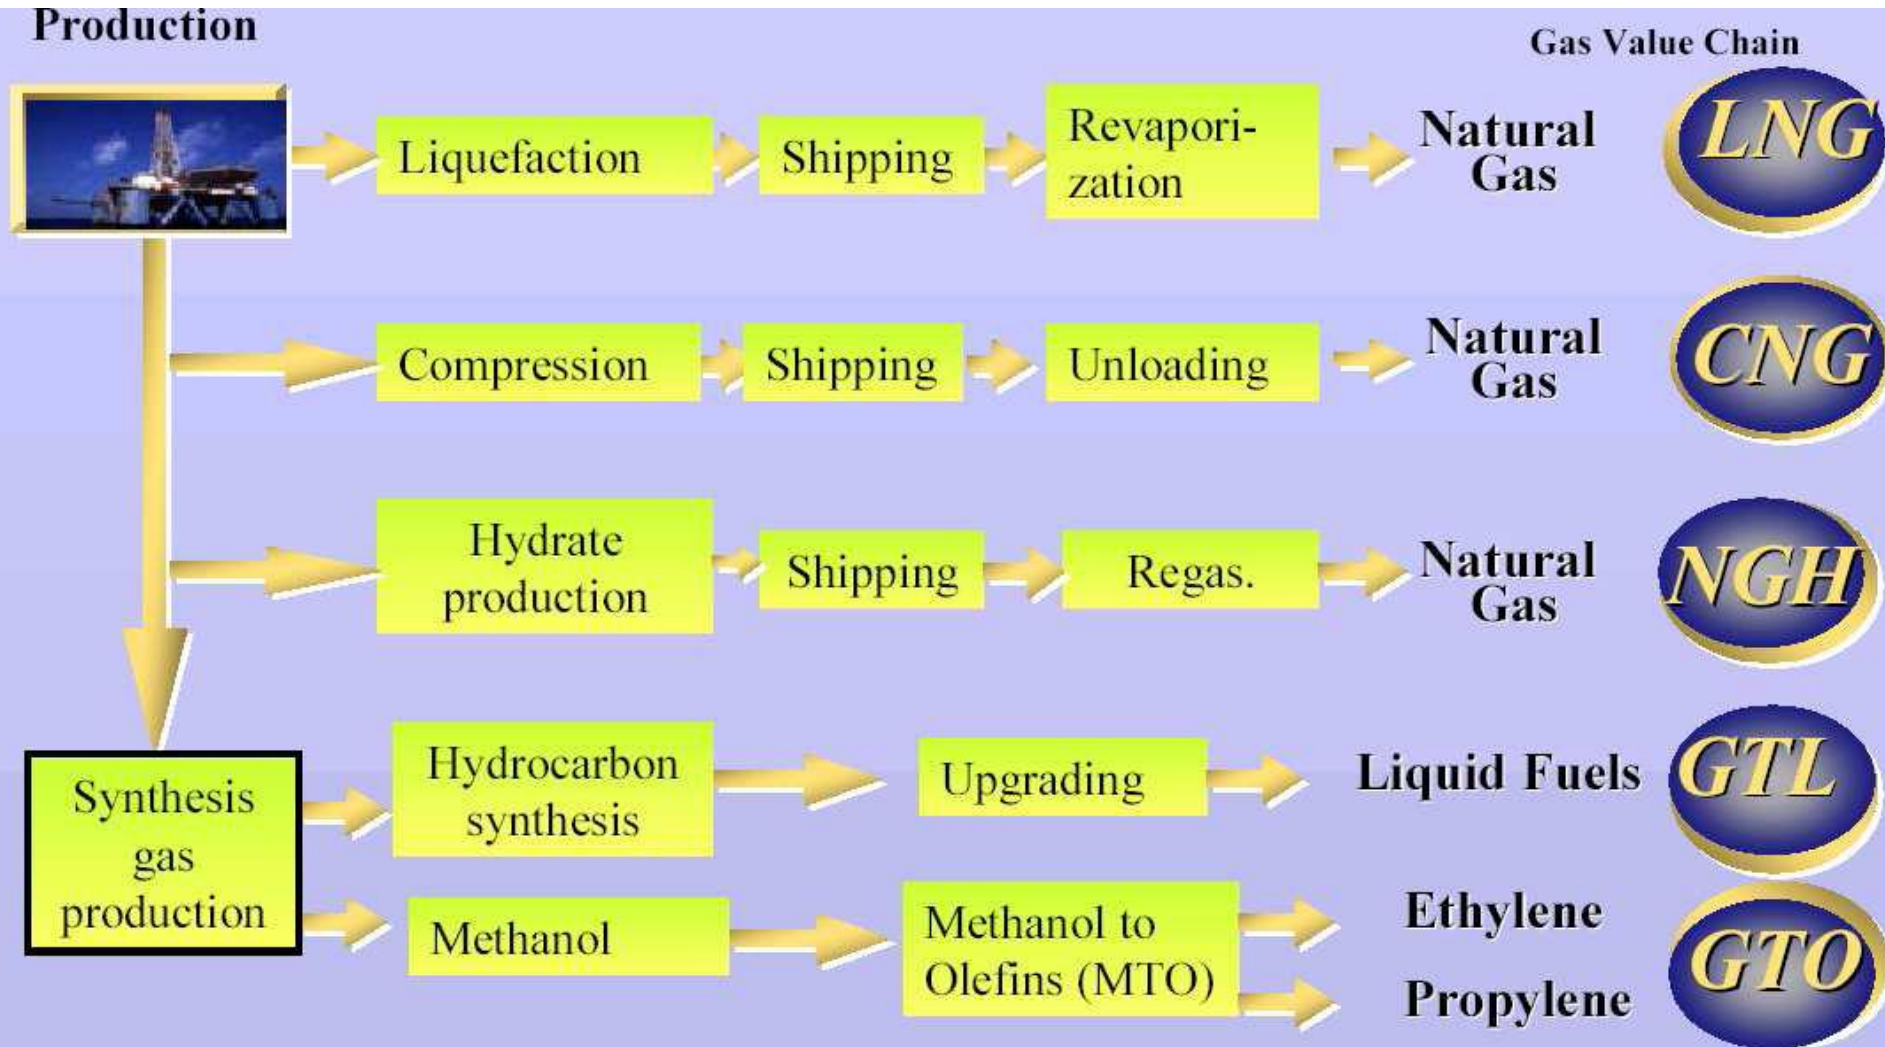 Production
Gas Value Chain
Liquefaction
Shipping
Revapori-
zation
Natural
Gas
LNG
Compression
Shipping
Unloading
Natural
Gas
CNG
Hydrate
production
Shipping
Regas.
Natural
Gas
NGH
Synthesis
gas
production
Hydrocarbon
synthesis
Upgrading
Liquid Fuels
GTL
Methanol
Methanol to
Olefins (MTO)
Ethylene
Propylene
GTO